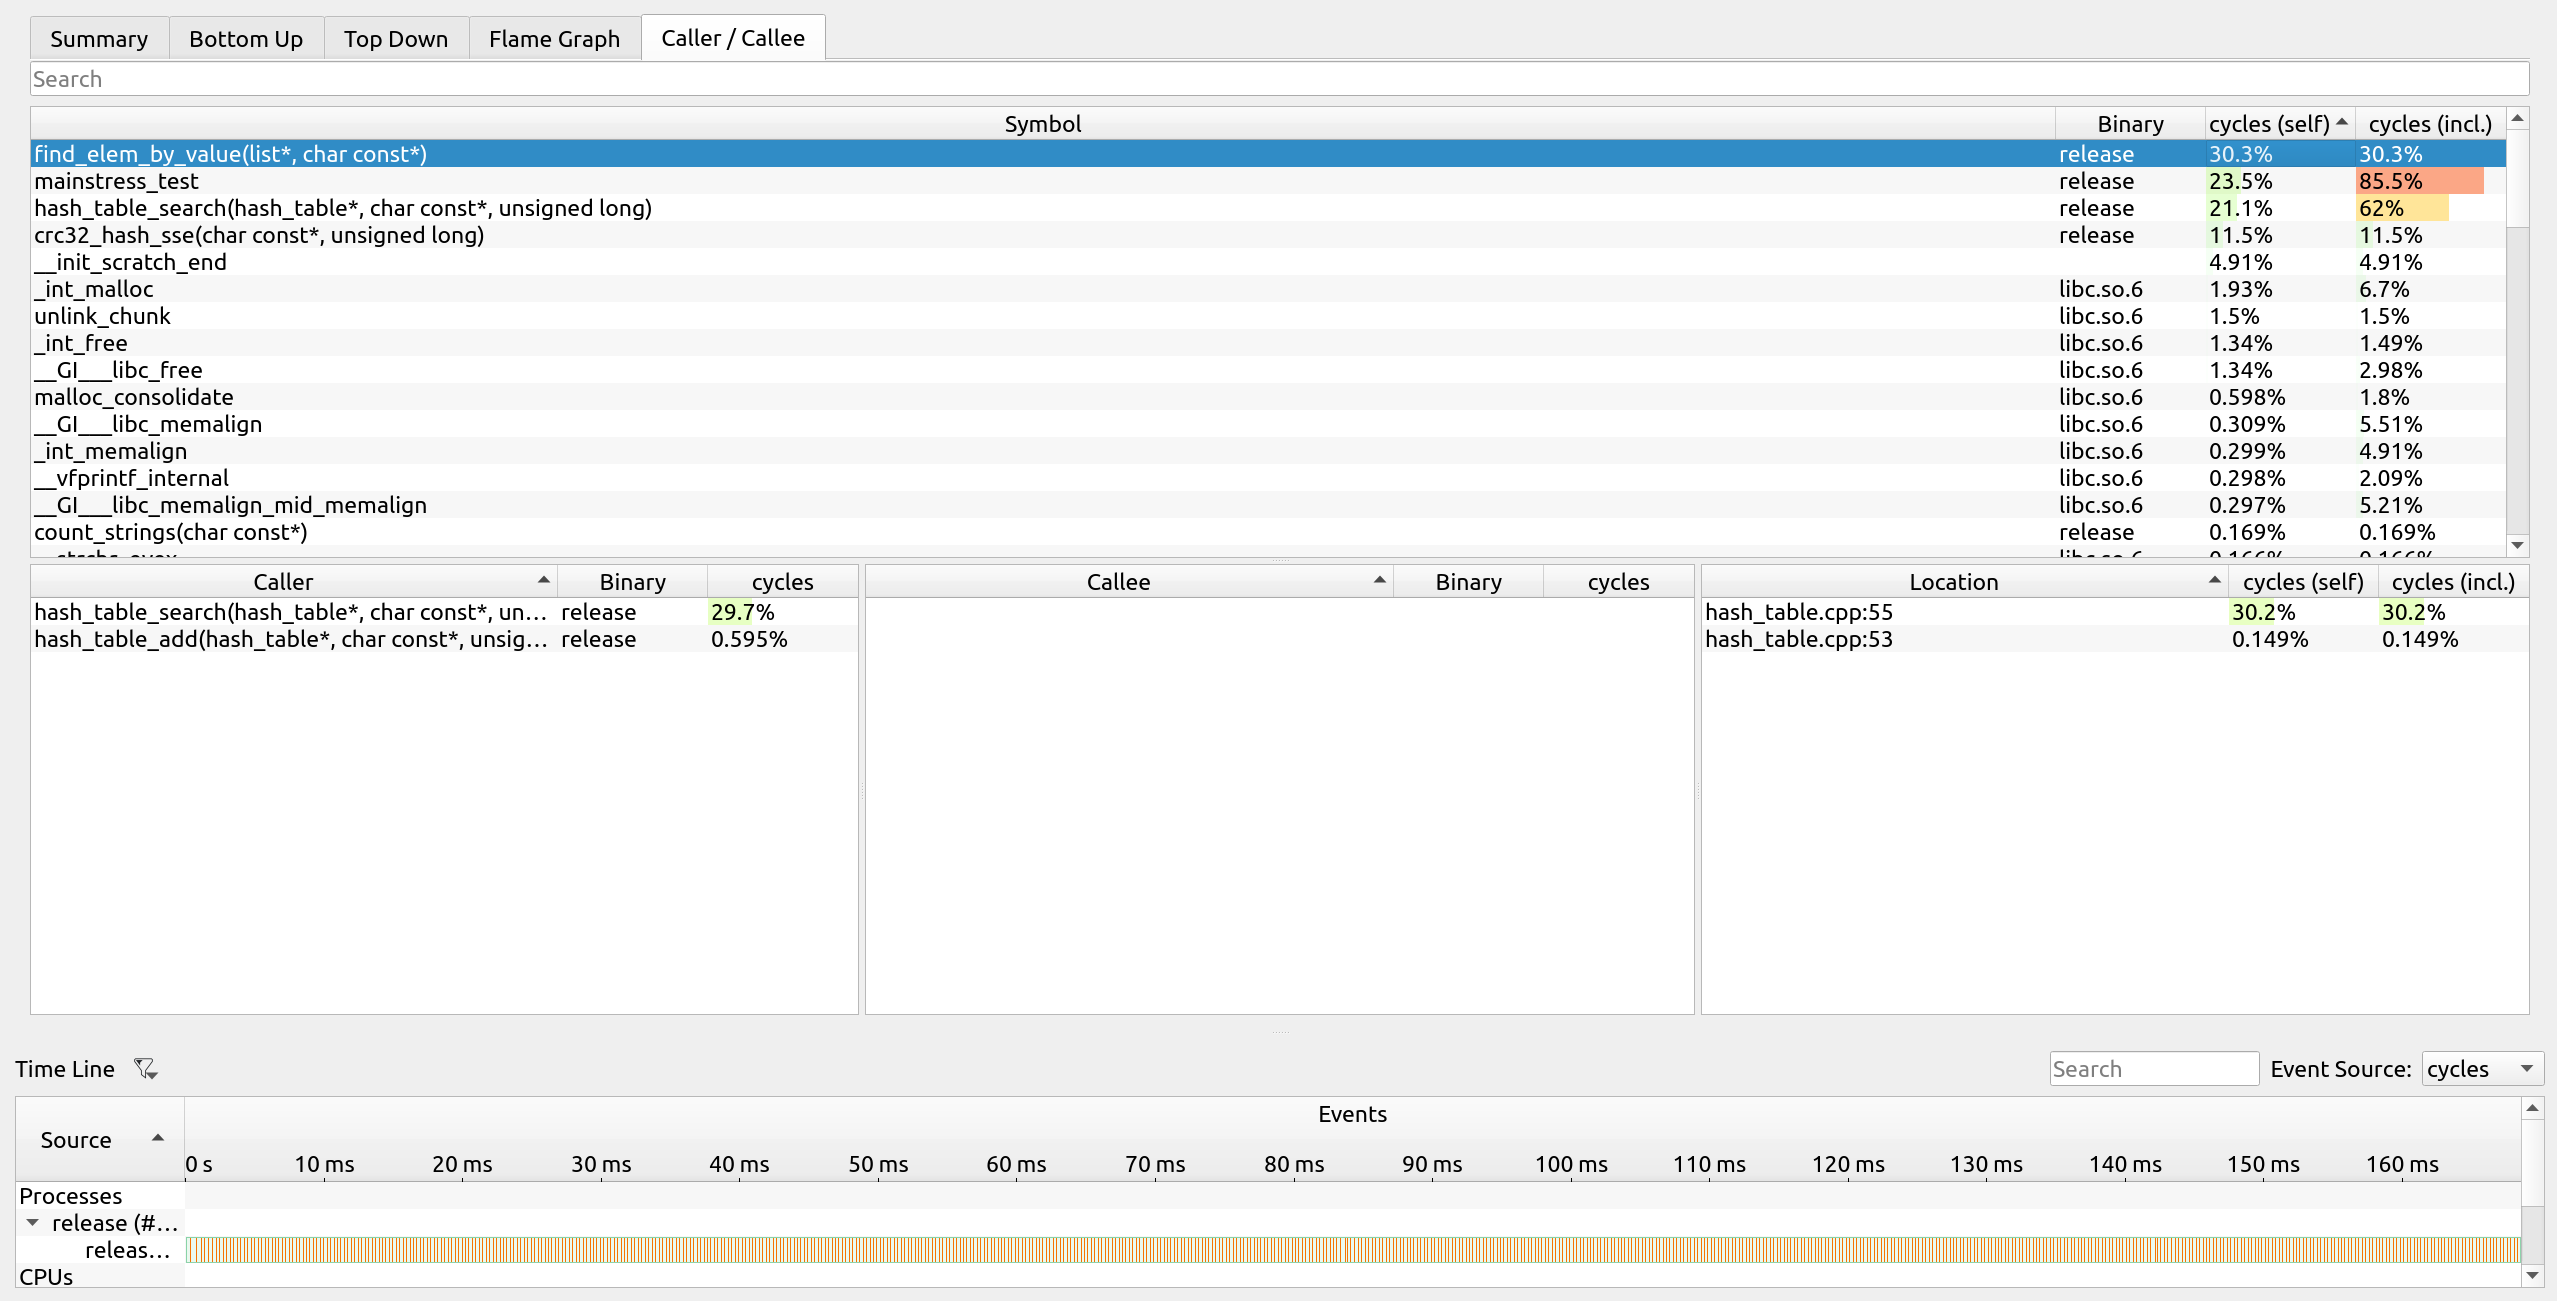 Summary Bottom Up Top Down Flame Graph Caller / Callee
Search
Symbol Binary cycles (self) cycles (incl.)
find_elem_by_value(list*, char const*) release 30.3% 30.3%
mainstress_test release 23.5% 85.5%
hash_table_search(hash_table*, char const*, unsigned long) release 21.1% 62%
crc32_hash_sse(char const*, unsigned long) release 11.5% 11.5%
__init_scratch_end 4.91% 4.91%
_int_malloc libc.so.6 1.93% 6.7%
unlink_chunk libc.so.6 1.5% 1.5%
_int_free libc.so.6 1.34% 1.49%
__GI___libc_free libc.so.6 1.34% 2.98%
malloc_consolidate libc.so.6 0.598% 1.8%
__GI___libc_memalign libc.so.6 0.309% 5.51%
_int_memalign libc.so.6 0.299% 4.91%
__vfprintf_internal libc.so.6 0.298% 2.09%
__GI___libc_memalign_mid_memalign libc.so.6 0.297% 5.21%
count_strings(char const*) release 0.169% 0.169%
Caller Binary cycles
hash_table_search(hash_table*, char const*, un... release 29.7%
hash_table_add(hash_table*, char const*, unsig... release 0.595%
Callee Binary cycles
Location cycles (self) cycles (incl.)
hash_table.cpp:55 30.2% 30.2%
hash_table.cpp:53 0.149% 0.149%
Time Line Search Event Source: cycles
Source Events
0 s 10 ms 20 ms 30 ms 40 ms 50 ms 60 ms 70 ms 80 ms 90 ms 100 ms 110 ms 120 ms 130 ms 140 ms 150 ms 160 ms
Processes
release (#...
releas...
CPUs